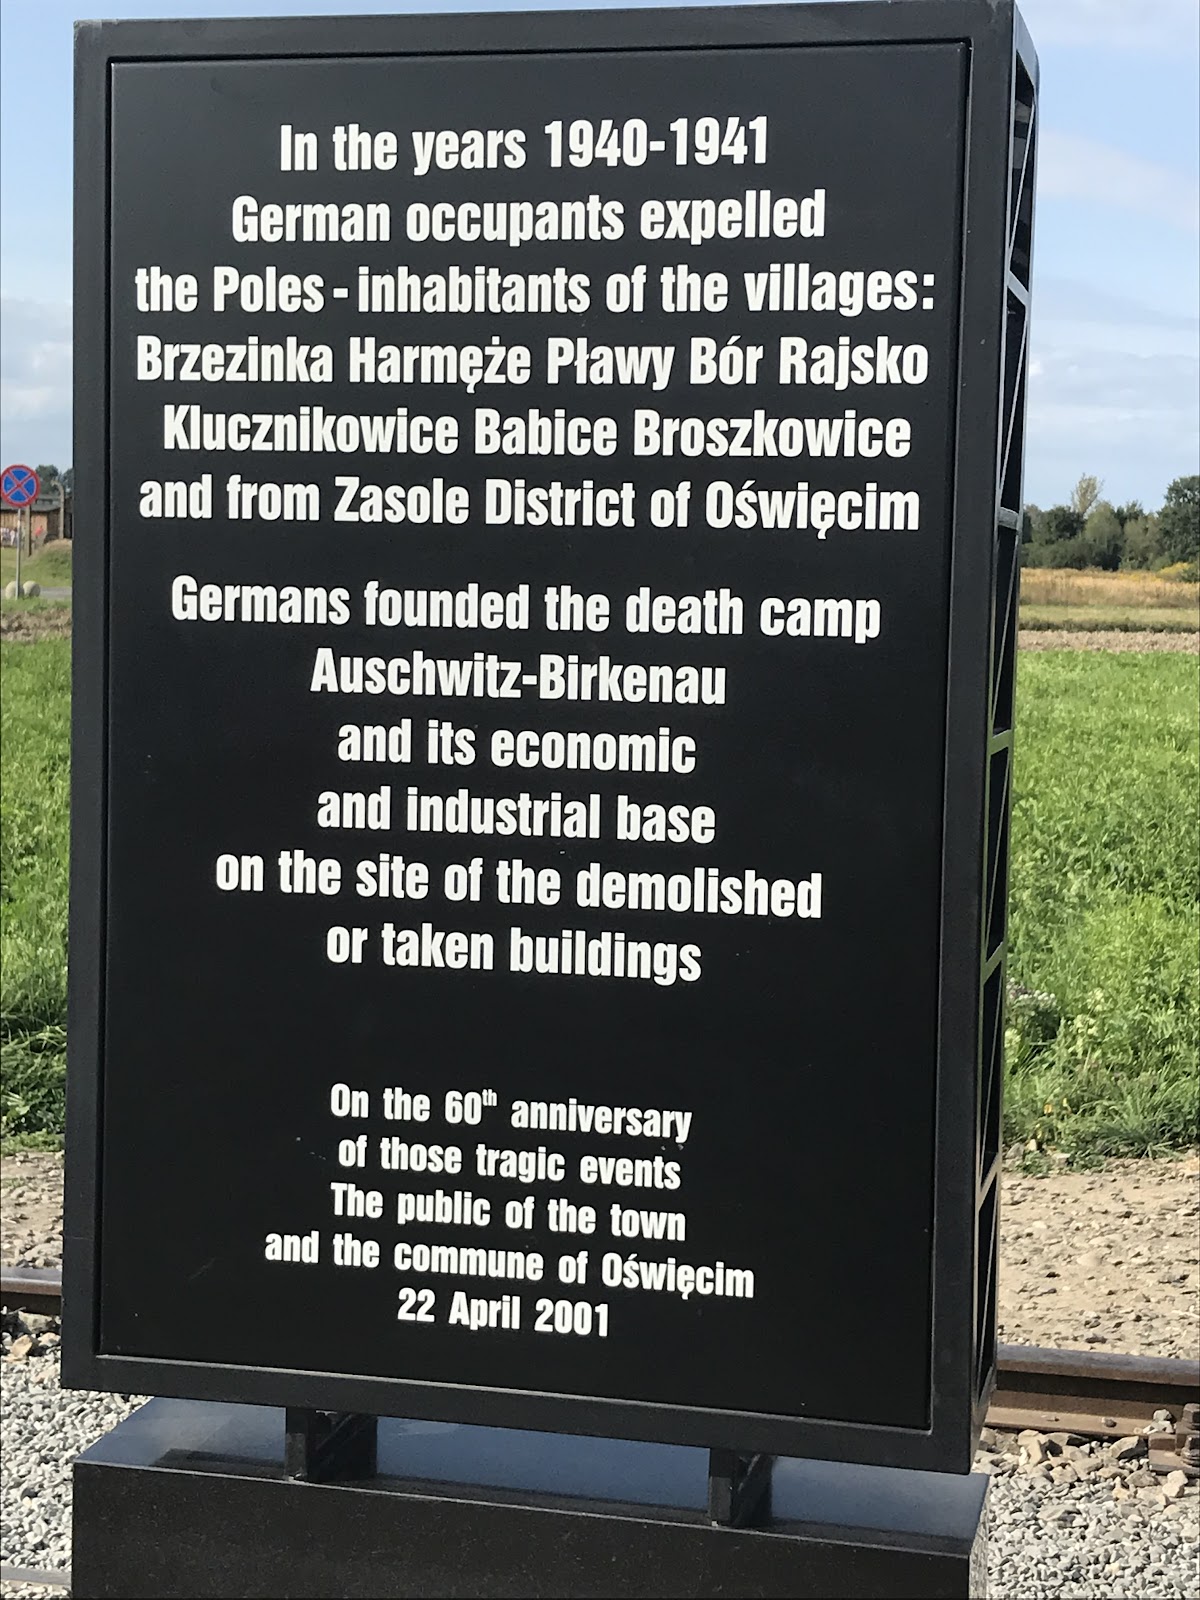 In the years 1940-1941
German occupants expelled
the Poles - inhabitants of the villages:
Brzezinka Harmęże Pławy Bór Rajsko
Klucznikowice Babice Broszkowice
and from Zasole District of Oświęcim
Germans founded the death camp
Auschwitz-Birkenau
and its economic
and industrial base
on the site of the demolished
or taken buildings
On the 60th anniversary
of those tragic events
The public of the town
and the commune of Oświęcim
22 April 2001